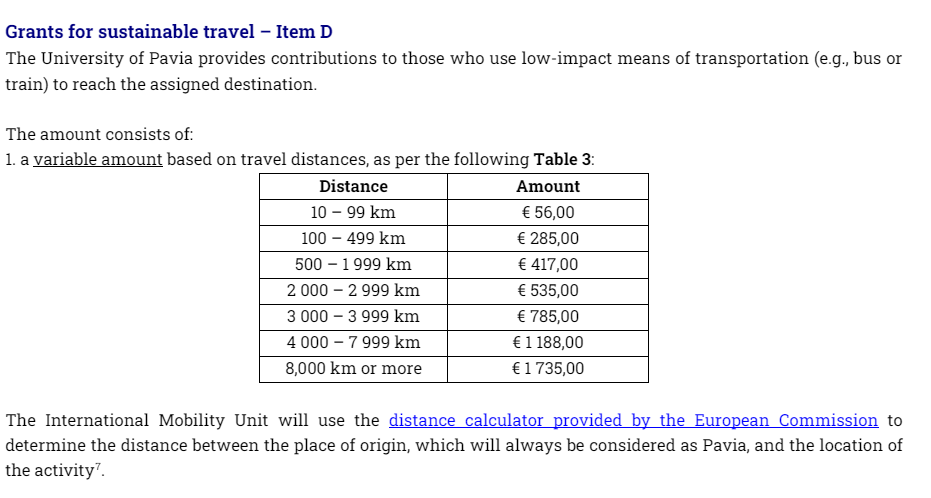 Grants for sustainable travel – Item D
The University of Pavia provides contributions to those who use low-impact means of transportation (e.g., bus or
train) to reach the assigned destination.
The amount consists of:
1. a variable amount based on travel distances, as per the following Table 3:
Distance Amount
10 – 99 km € 56,00
100 – 499 km € 285,00
500 – 1 999 km € 417,00
2 000 – 2 999 km € 535,00
3 000 – 3 999 km € 785,00
4 000 – 7 999 km € 1 188,00
8,000 km or more € 1 735,00
The International Mobility Unit will use the distance calculator provided by the European Commission to
determine the distance between the place of origin, which will always be considered as Pavia, and the location of
the activity⁷.